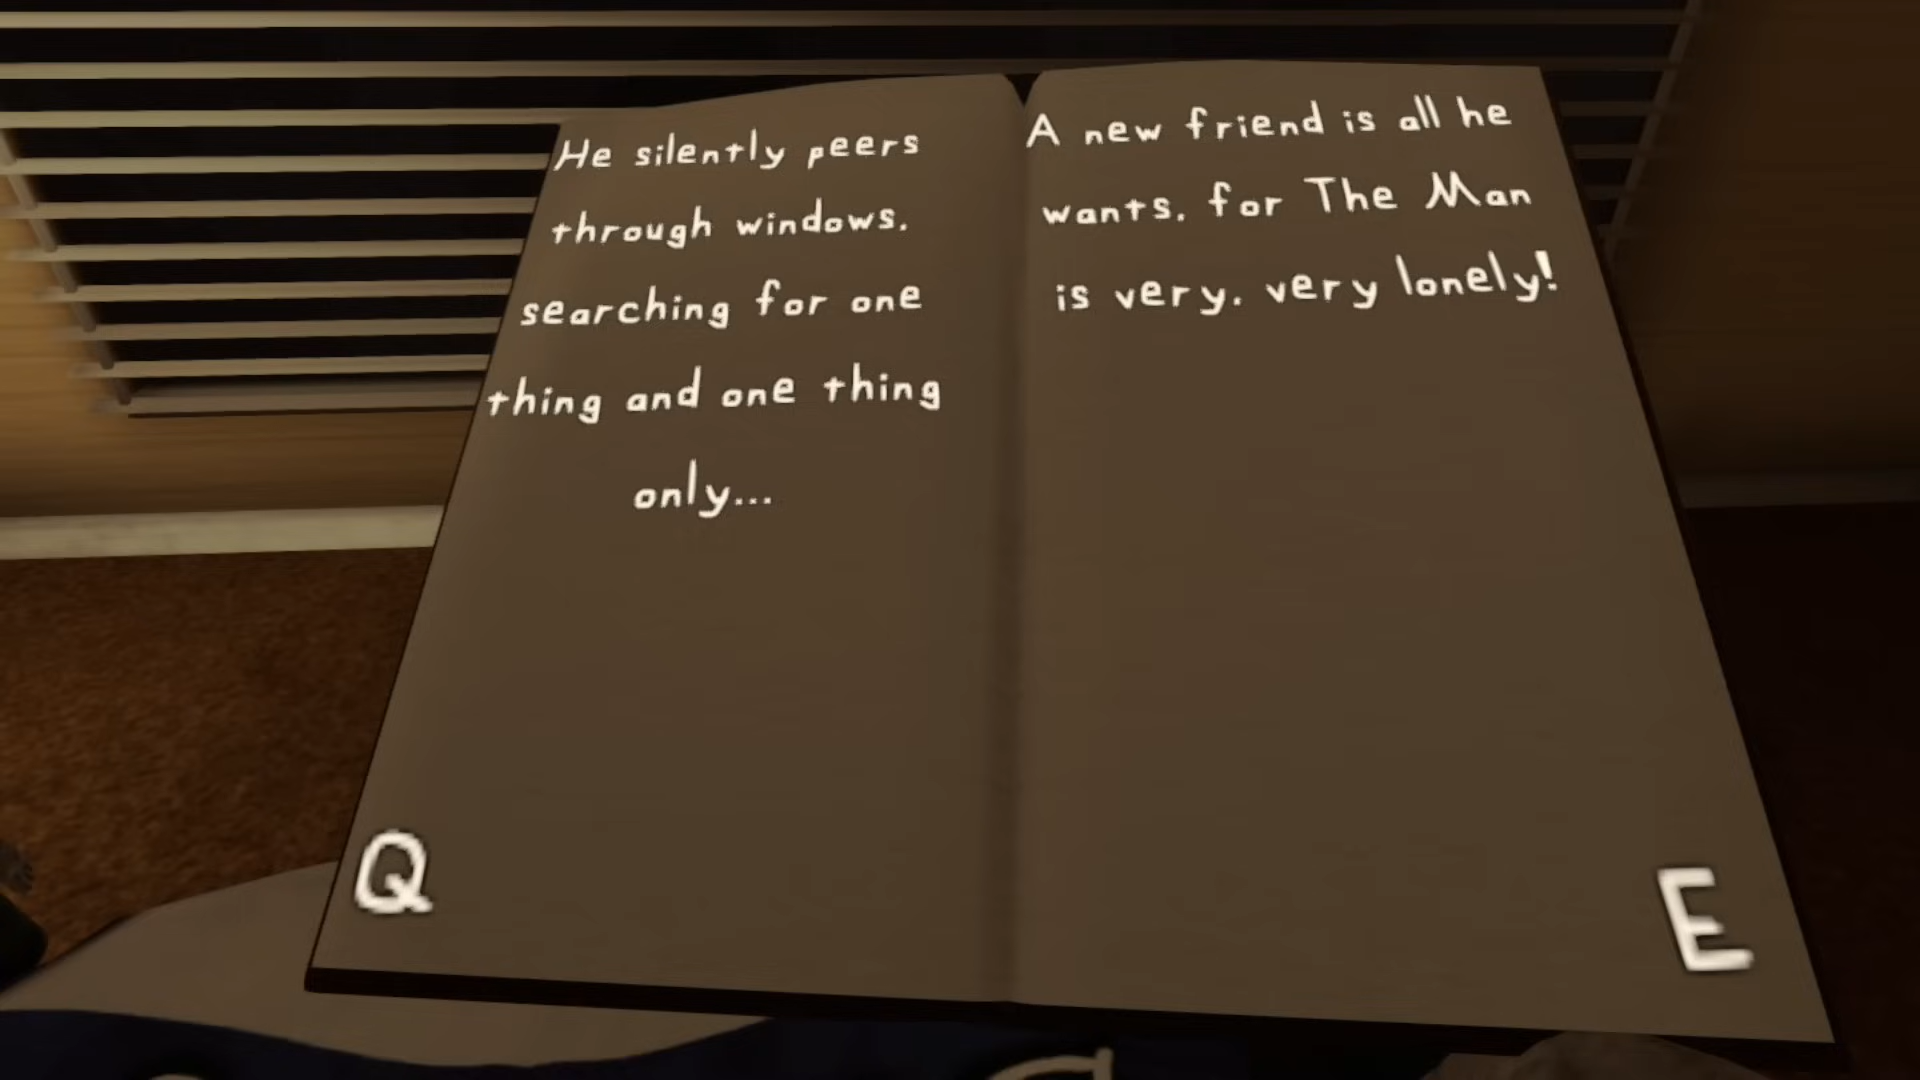 He silently peers
through windows.
searching for one
thing and one thing
only...
A new friend is all he
wants. for The Man
is very. very lonely!
Q
E